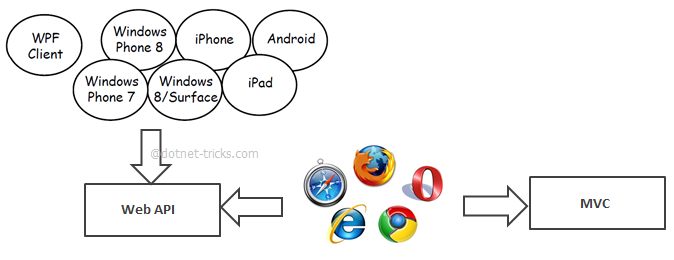 WPF
Client
Windows
Phone 8
iPhone
Android
Windows
Phone 7
Windows
8/Surface
iPad
@dotnet-tricks.com
Web API
MVC